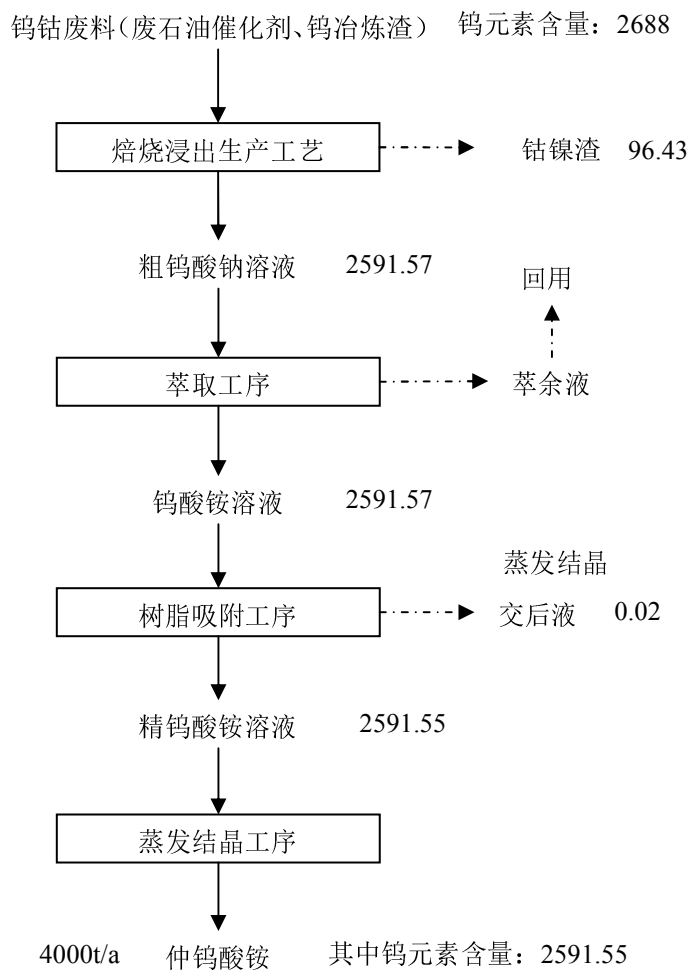 钨钴废料（废石油催化剂、钨冶炼渣） 钨元素含量：2688
焙烧浸出生产工艺 钴镍渣 96.43
粗钨酸钠溶液 2591.57
回用
萃取工序 萃余液
钨酸铵溶液 2591.57
蒸发结晶
树脂吸附工序 交后液 0.02
精钨酸铵溶液 2591.55
蒸发结晶工序
4000t/a 仲钨酸铵 其中钨元素含量：2591.55